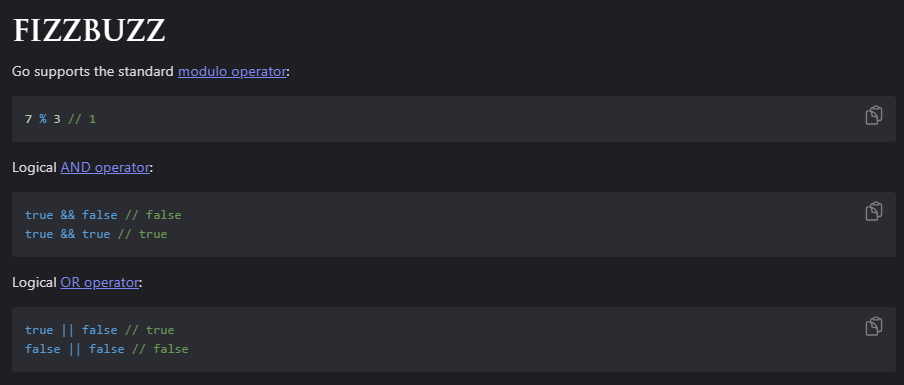 FIZZBUZZ
Go supports the standard modulo operator:
7 % 3 // 1
Logical AND operator:
true && false // false
true && true // true
Logical OR operator:
true || false // true
false || false // false